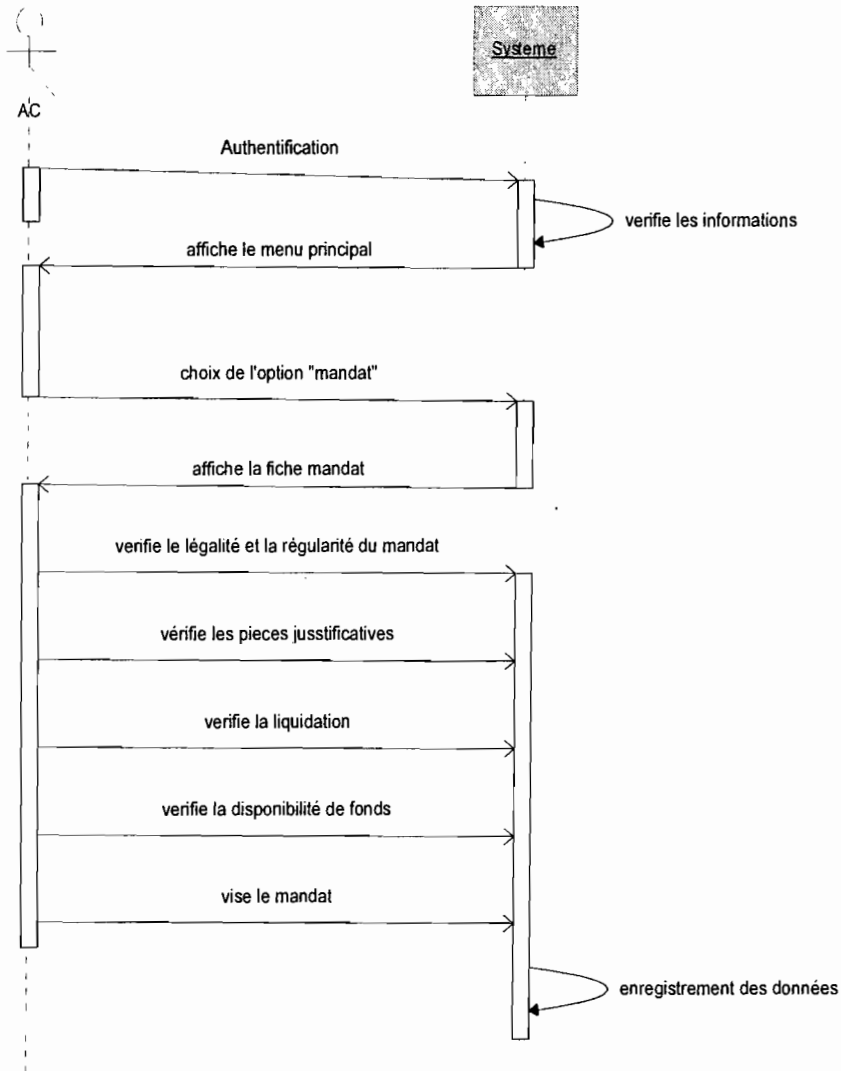 Systeme
AC
Authentification
verifie les informations
affiche le menu principal
choix de l'option "mandat"
affiche la fiche mandat
verifie le légalité et la régularité du mandat
vérifie les pieces jusstificatives
verifie la liquidation
verifie la disponibilité de fonds
vise le mandat
enregistrement des données